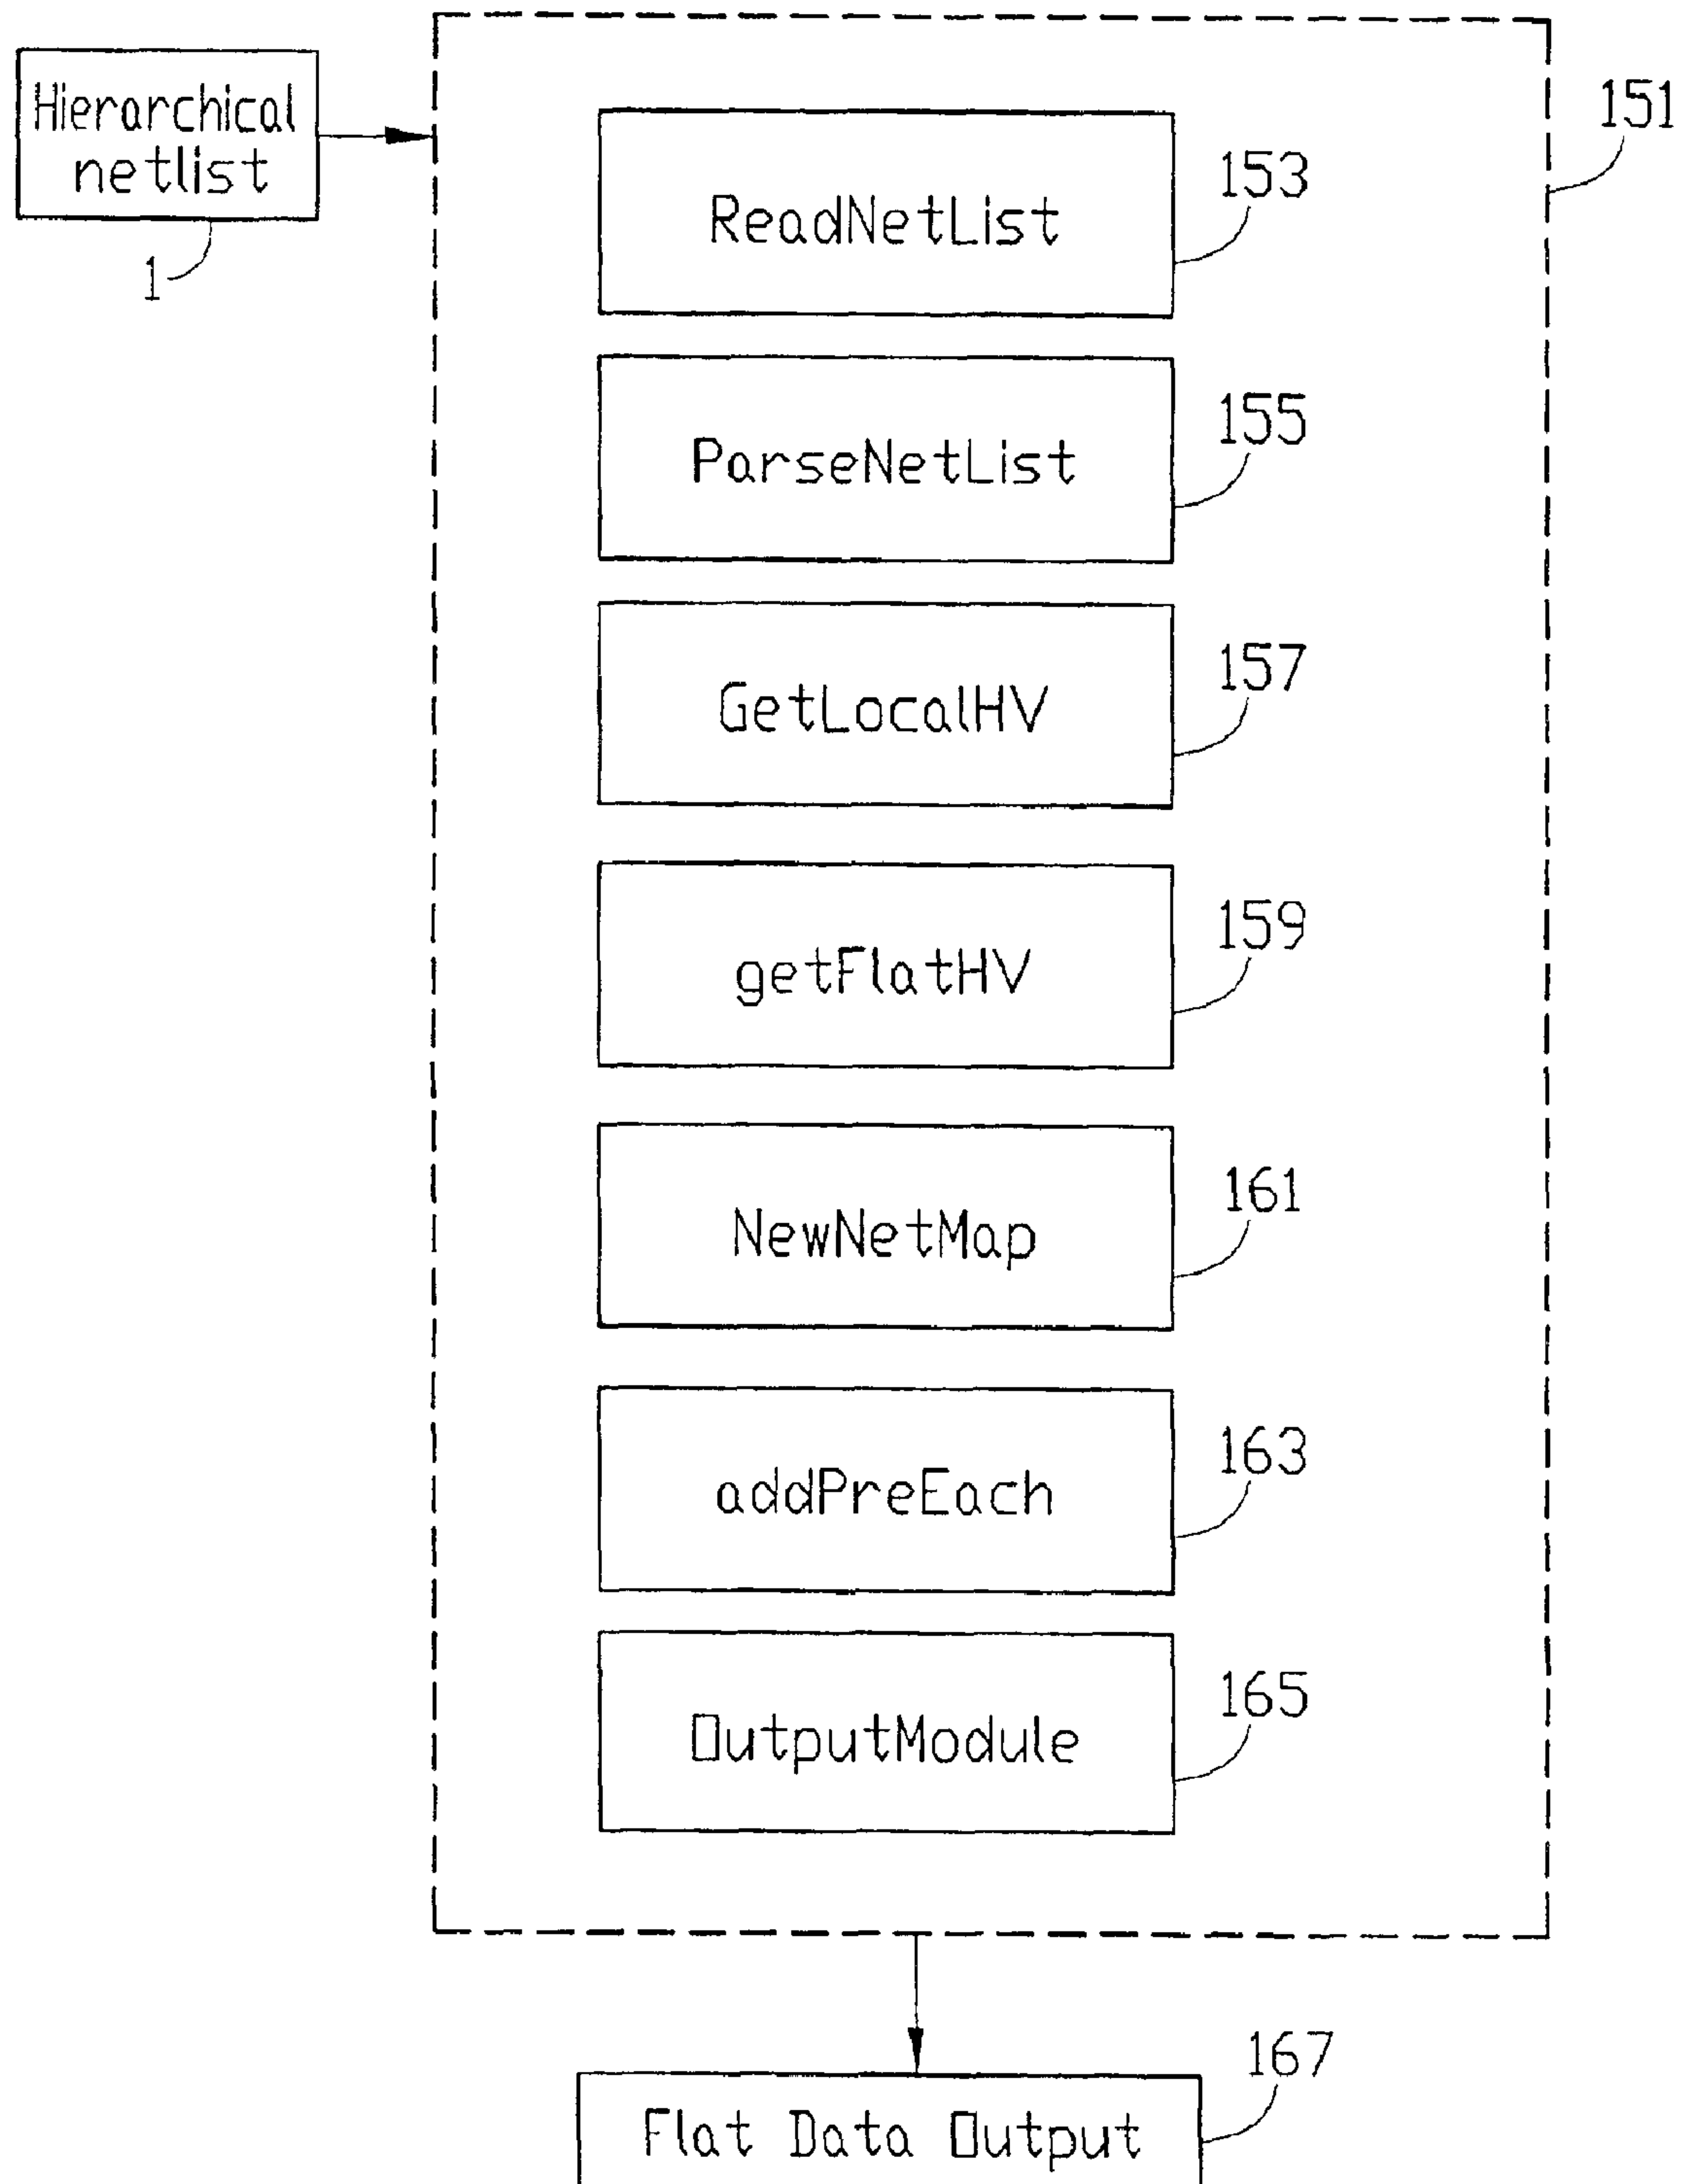 Hierarchical
netlist
1
151
ReadNetList
153
ParseNetList
155
GetLocalHV
157
getFlatHV
159
NewNetMap
161
addPreEach
163
OutputModule
165
Flat Data Output
167